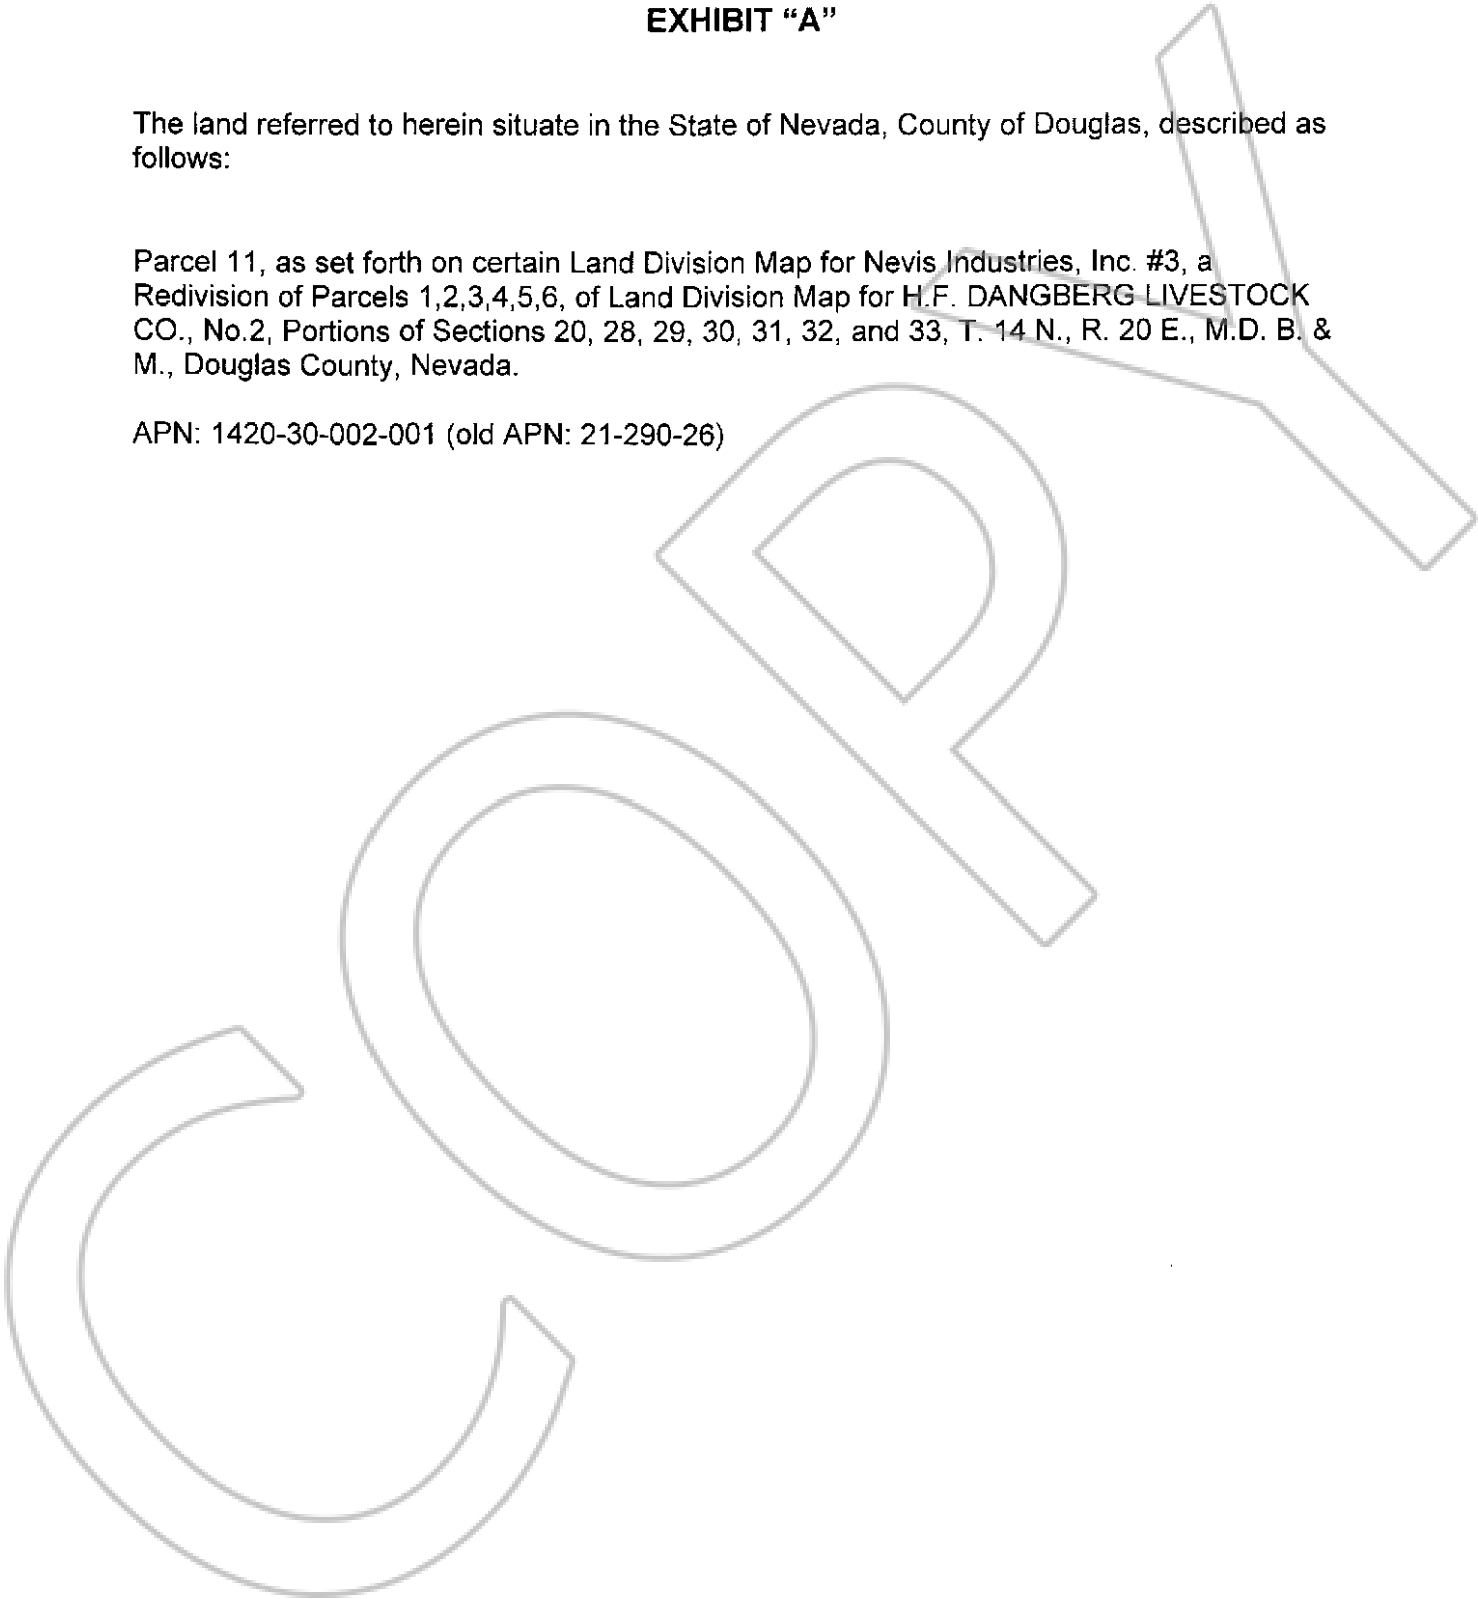 EXHIBIT “A”
The land referred to herein situate in the State of Nevada, County of Douglas, described as
follows:
Parcel 11, as set forth on certain Land Division Map for Nevis Industries, Inc. #3, a
Redivision of Parcels 1,2,3,4,5,6, of Land Division Map for H.F. DANGBERG LIVESTOCK
CO., No.2, Portions of Sections 20, 28, 29, 30, 31, 32, and 33, T. 14 N., R. 20 E., M.D. B. &
M., Douglas County, Nevada.
APN: 1420-30-002-001 (old APN: 21-290-26)
COPY